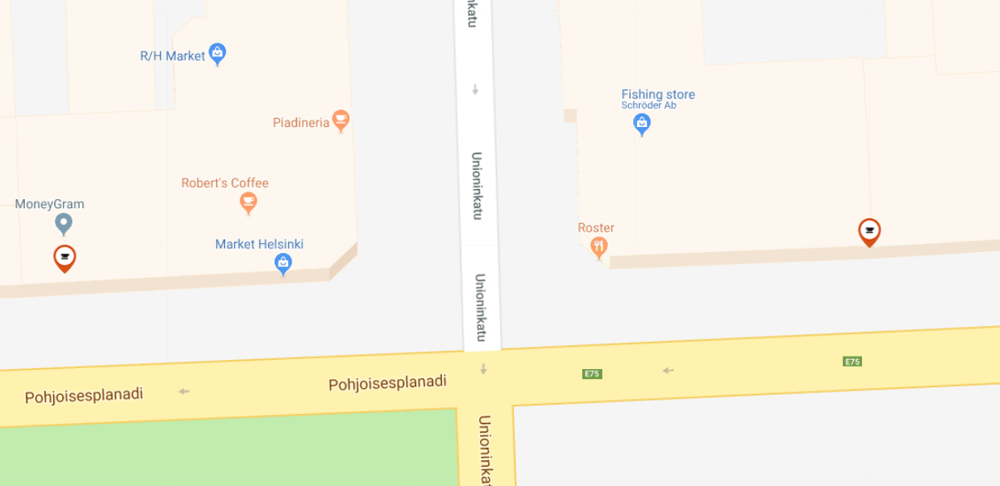 nkatu
R/H Market
Fishing store
Schröder Ab
Piadineria
Unioninkatu
Robert's Coffee
MoneyGram
Roster
Market Helsinki
Unioninkatu
E75
E75
Pohjoisesplanadi
Pohjoisesplanadi
Unioninkat